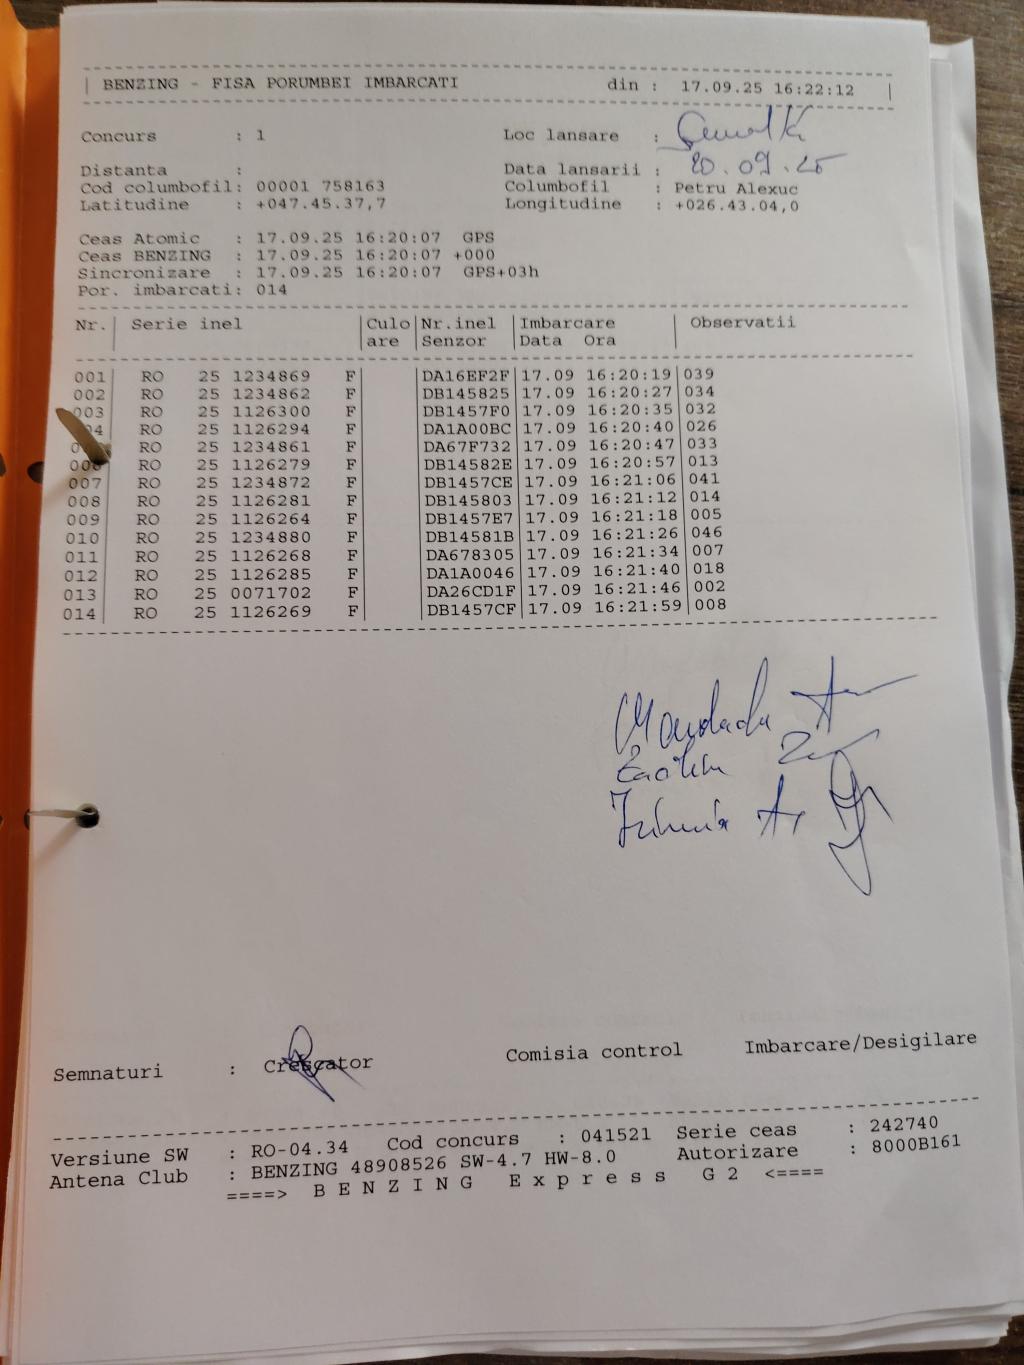 BENZING - FISA PORUMBEI IMBARCATI din : 17.09.25 16:22:12
Concurs : 1 Loc lansare :
Distanta : Data lansarii : 20.09.25
Cod columbofil: 00001 758163 Columbofil : Petru Alexuc
Latitudine : +047.45.37,7 Longitudine : +026.43.04,0
Ceas Atomic : 17.09.25 16:20:07 GPS
Ceas BENZING : 17.09.25 16:20:07 +000
Sincronizare : 17.09.25 16:20:07 GPS+03h
Por. imbarcati: 014
Nr. Serie inel Culo Nr.inel Imbarcare Observatii
are Senzor Data Ora
001 RO 25 1234869 F DA16EF2F 17.09 16:20:19 039
002 RO 25 1234862 F DB145825 17.09 16:20:27 034
003 RO 25 1126300 F DB1457F0 17.09 16:20:35 032
4 RO 25 1126294 F DA1A00BC 17.09 16:20:40 026
RO 25 1234861 F DA67F732 17.09 16:20:47 033
006 RO 25 1126279 F DB14582E 17.09 16:20:57 013
007 RO 25 1234872 F DB1457CE 17.09 16:21:06 041
008 RO 25 1126281 F DB145803 17.09 16:21:12 014
009 RO 25 1126264 F DB1457E7 17.09 16:21:18 005
010 RO 25 1234880 F DB14581B 17.09 16:21:26 046
011 RO 25 1126268 F DA678305 17.09 16:21:34 007
012 RO 25 1126285 F DA1A0046 17.09 16:21:40 018
013 RO 25 0071702 F DA26CD1F 17.09 16:21:46 002
014 RO 25 1126269 F DB1457CF 17.09 16:21:59 008
Semnaturi : Crescator Comisia control Imbarcare/Desigilare
Versiune SW : RO-04.34 Cod concurs : 041521 Serie ceas : 242740
Antena Club : BENZING 48908526 SW-4.7 HW-8.0 Autorizare : 8000B161
====> B E N Z I N G E x p r e s s G 2 <====